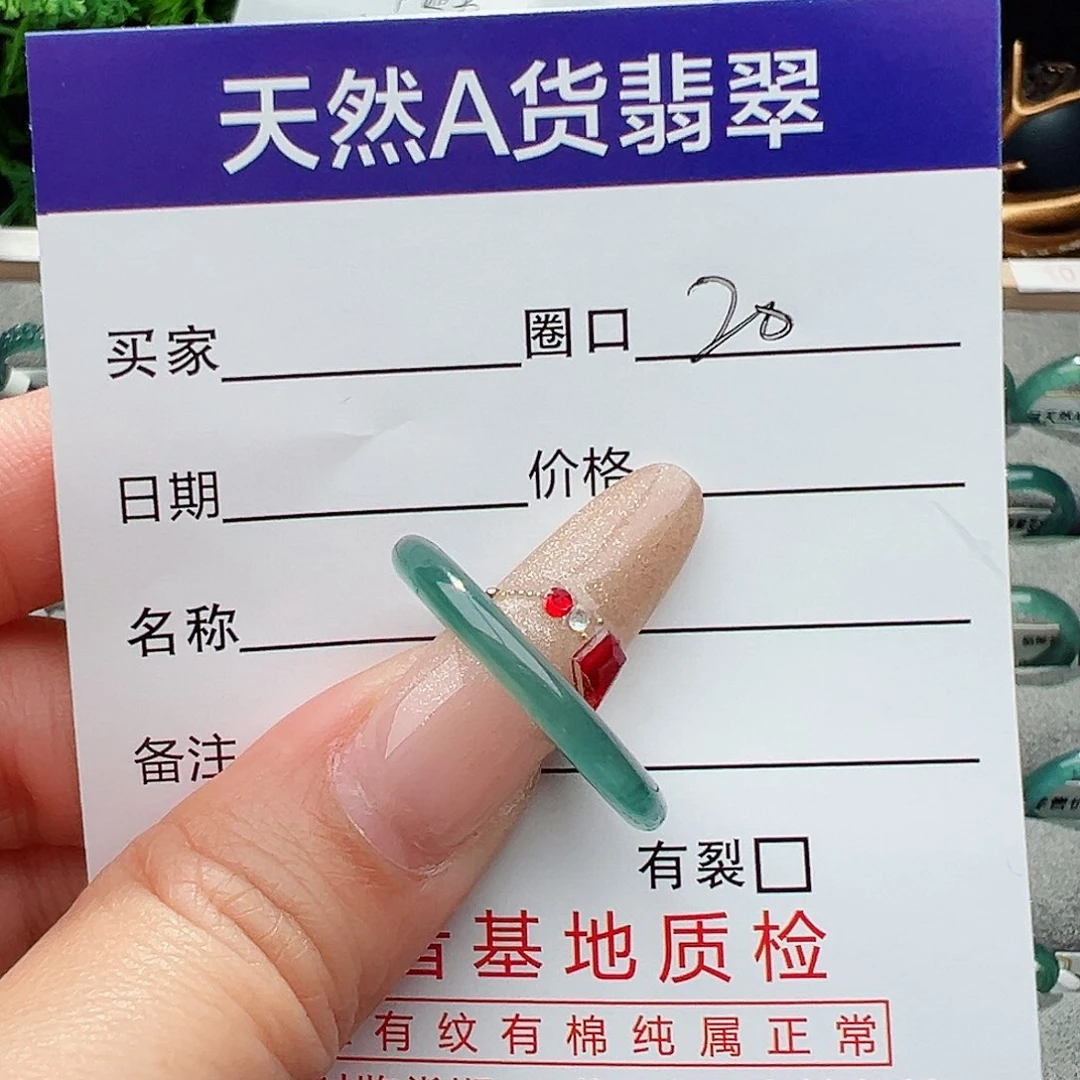 天然A货翡翠
买家 圈口 20
日期 价格
名称
备注
有裂
基地质检
有纹有棉纯属正常